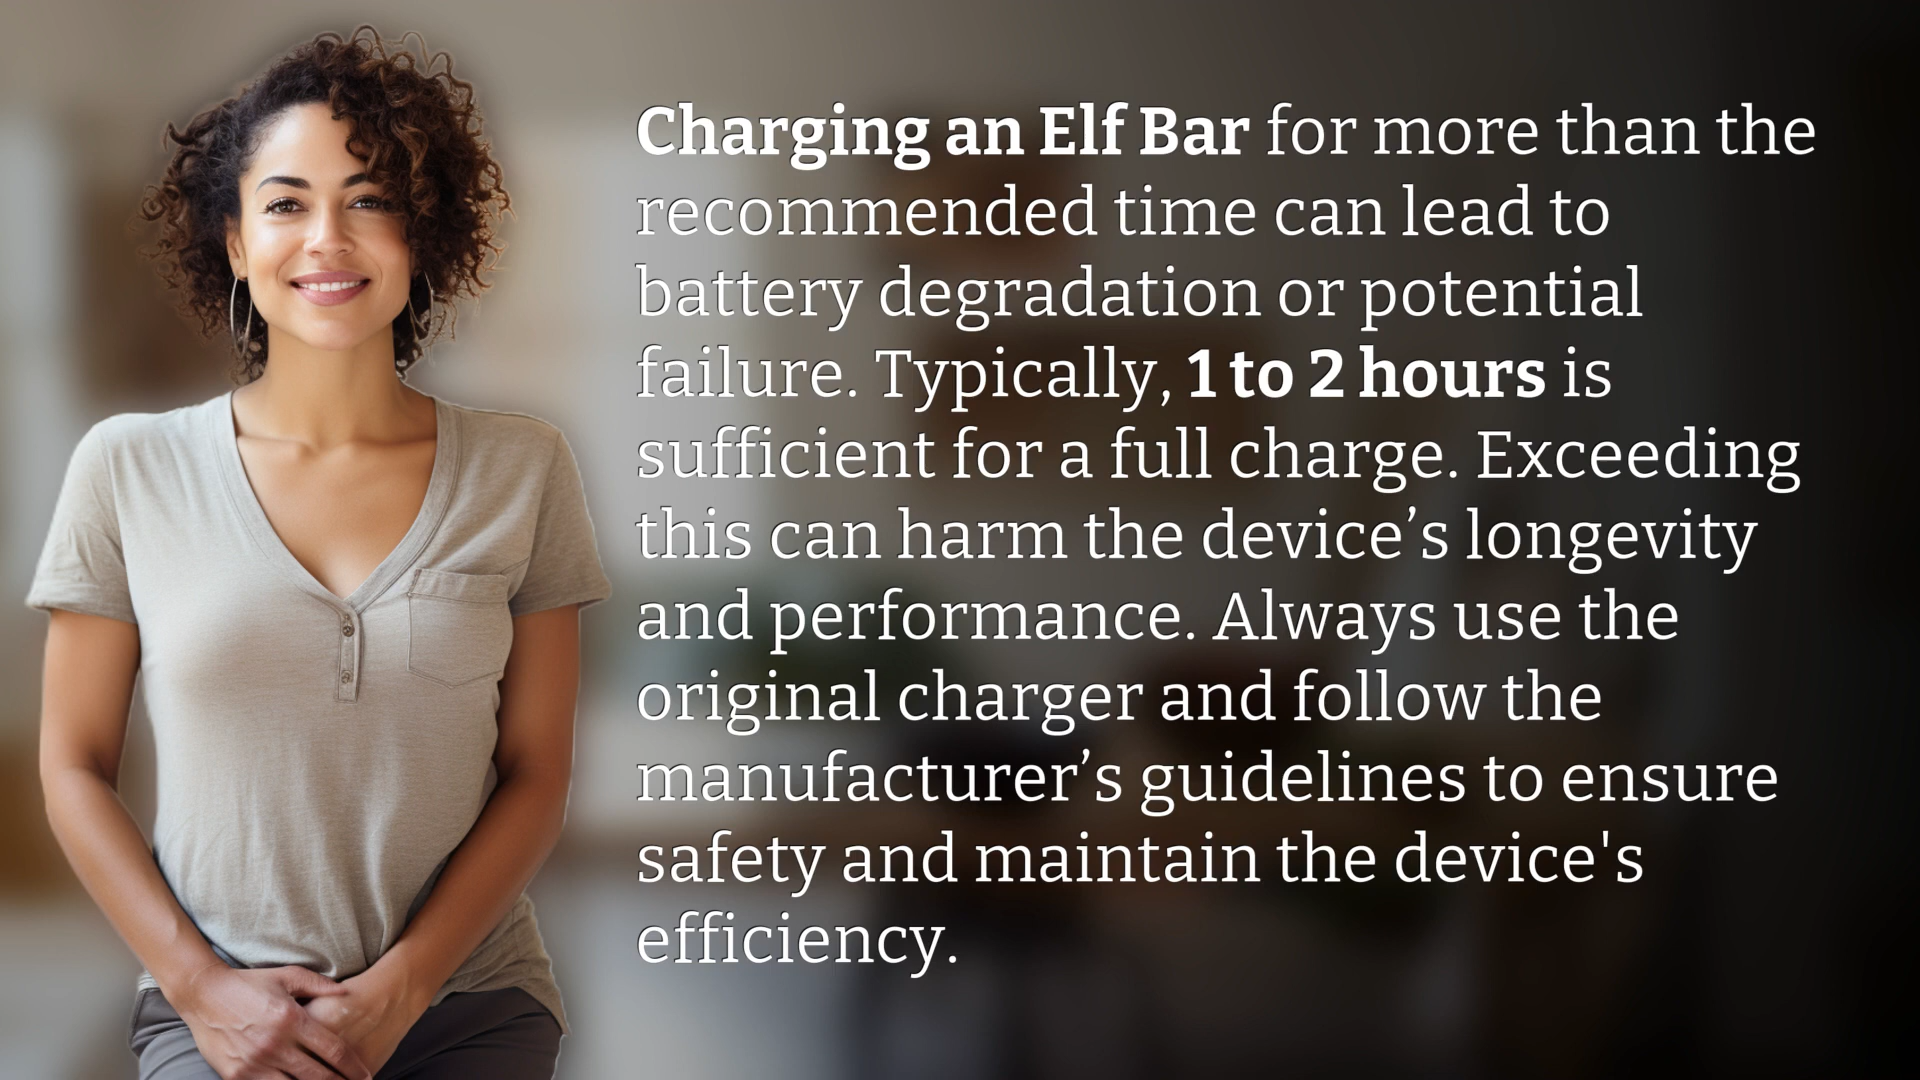 Charging an Elf Bar for more than the
recommended time can lead to
battery degradation or potential
failure. Typically, 1 to 2 hours is
sufficient for a full charge. Exceeding
this can harm the device’s longevity
and performance. Always use the
original charger and follow the
manufacturer’s guidelines to ensure
safety and maintain the device's
efficiency.